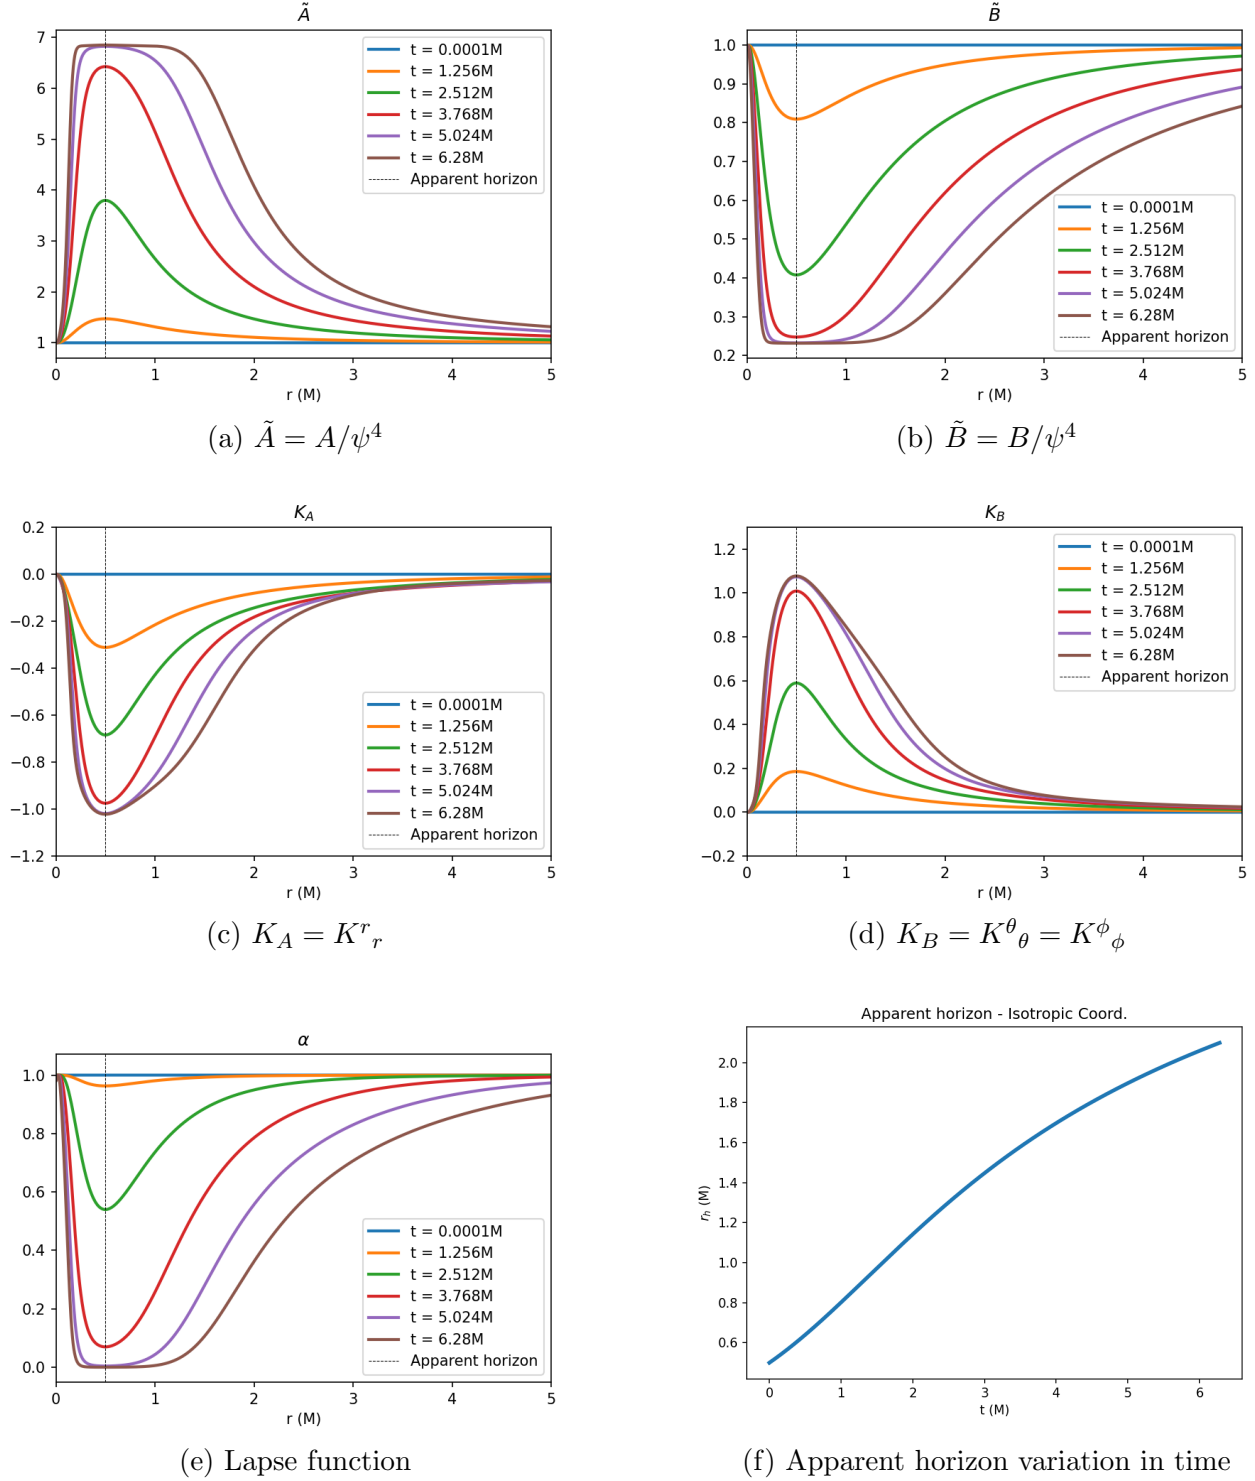 Ã
7
6
5
4
3
2
1
0 1 2 3 4 5
r (M)
t = 0.0001M
t = 1.256M
t = 2.512M
t = 3.768M
t = 5.024M
t = 6.28M
Apparent horizon
(a) Ã = A/ψ⁴
B̃
1.0
0.9
0.8
0.7
0.6
0.5
0.4
0.3
0.2
0 1 2 3 4 5
r (M)
t = 0.0001M
t = 1.256M
t = 2.512M
t = 3.768M
t = 5.024M
t = 6.28M
Apparent horizon
(b) B̃ = B/ψ⁴
K_A
0.2
0.0
−0.2
−0.4
−0.6
−0.8
−1.0
−1.2
0 1 2 3 4 5
r (M)
t = 0.0001M
t = 1.256M
t = 2.512M
t = 3.768M
t = 5.024M
t = 6.28M
Apparent horizon
(c) K_A = K^r_r
K_B
1.2
1.0
0.8
0.6
0.4
0.2
0.0
−0.2
0 1 2 3 4 5
r (M)
t = 0.0001M
t = 1.256M
t = 2.512M
t = 3.768M
t = 5.024M
t = 6.28M
Apparent horizon
(d) K_B = K^θ_θ = K^ϕ_ϕ
α
1.0
0.8
0.6
0.4
0.2
0.0
0 1 2 3 4 5
r (M)
t = 0.0001M
t = 1.256M
t = 2.512M
t = 3.768M
t = 5.024M
t = 6.28M
Apparent horizon
(e) Lapse function
Apparent horizon - Isotropic Coord.
r_h (M)
2.0
1.8
1.6
1.4
1.2
1.0
0.8
0.6
0 1 2 3 4 5 6
t (M)
(f) Apparent horizon variation in time